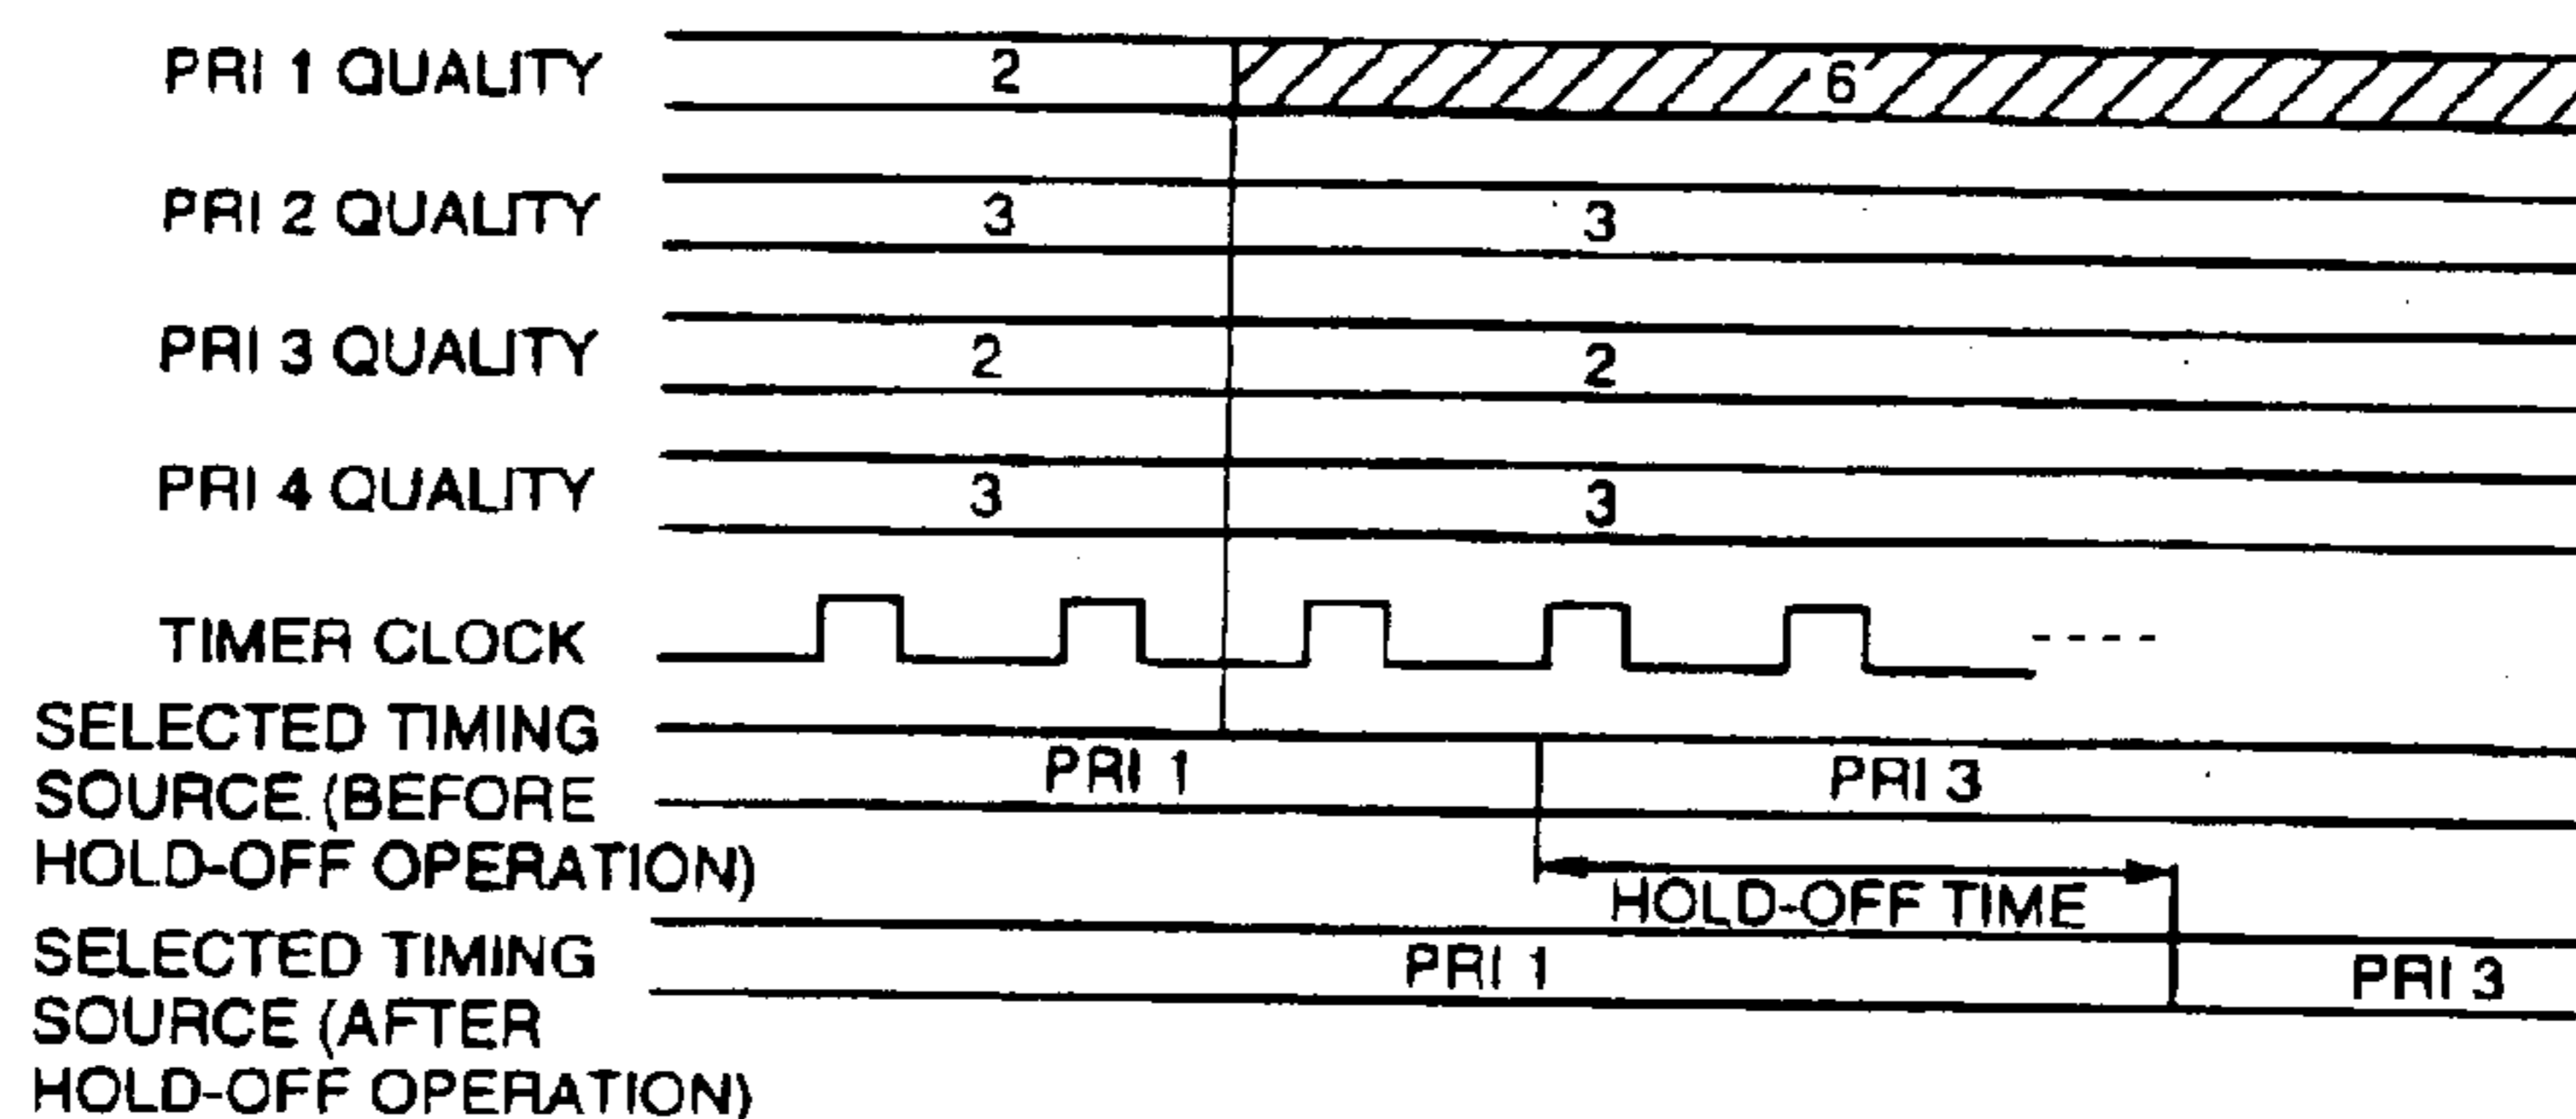 PRI 1 QUALITY 2 6
PRI 2 QUALITY 3 3
PRI 3 QUALITY 2 2
PRI 4 QUALITY 3 3
TIMER CLOCK
SELECTED TIMING
SOURCE (BEFORE
HOLD-OFF OPERATION)
PRI 1 PRI 3
HOLD-OFF TIME
SELECTED TIMING
SOURCE (AFTER
HOLD-OFF OPERATION)
PRI 1 PRI 3